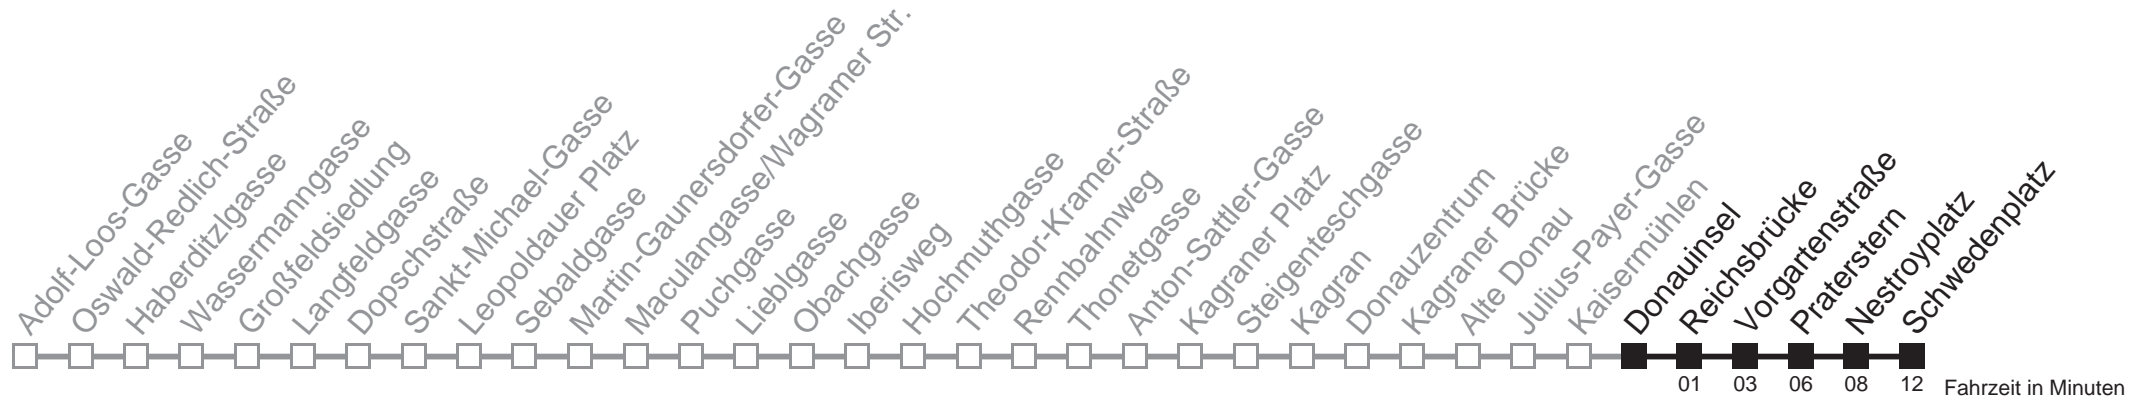 Adolf-Loos-Gasse
Oswald-Redlich-Straße
Haberditzlgasse
Wassermanngasse
Großfeldsiedlung
Langfeldgasse
Dopschstraße
Sankt-Michael-Gasse
Leopoldauer Platz
Sebaldgasse
Martin-Gaunersdorfer-Gasse
Maculangasse/Wagramer Str.
Puchgasse
Lieblgasse
Obachgasse
Iberisweg
Hochmuthgasse
Theodor-Kramer-Straße
Rennbahnweg
Thonetgasse
Anton-Sattler-Gasse
Kagraner Platz
Steigenteschgasse
Kagran
Donauzentrum
Kagraner Brücke
Alte Donau
Julius-Payer-Gasse
Kaisermühlen
Donauinsel
Reichsbrücke
Vorgartenstraße
Praterstern
Nestroyplatz
Schwedenplatz
01 03 06 08 12 Fahrzeit in Minuten